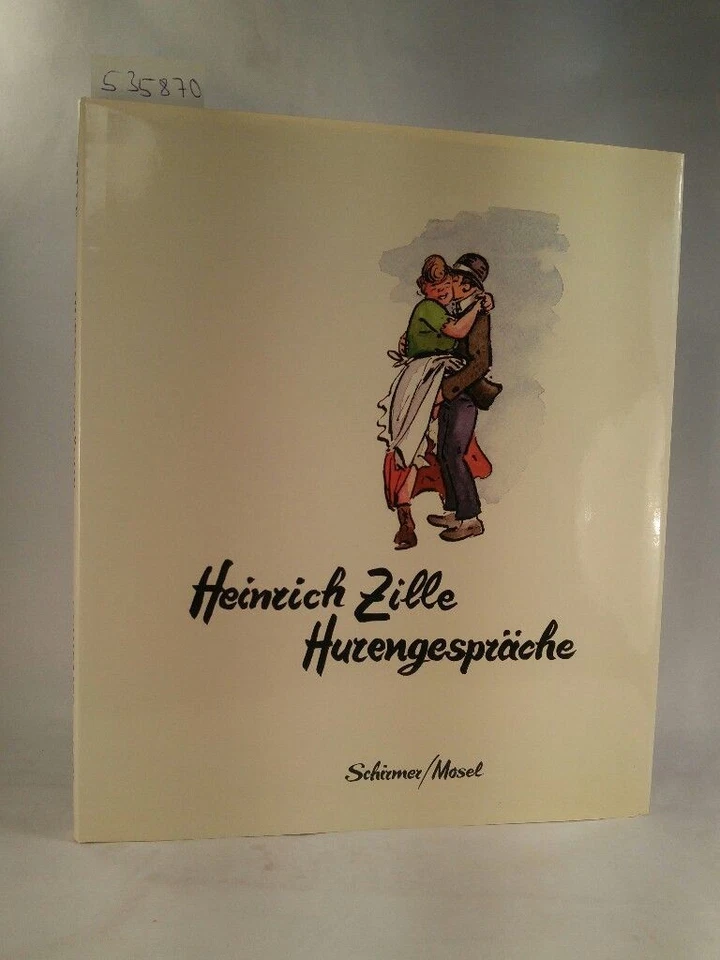 535870
Heinrich Zille
Hurengespräche
Schirmer/Mosel